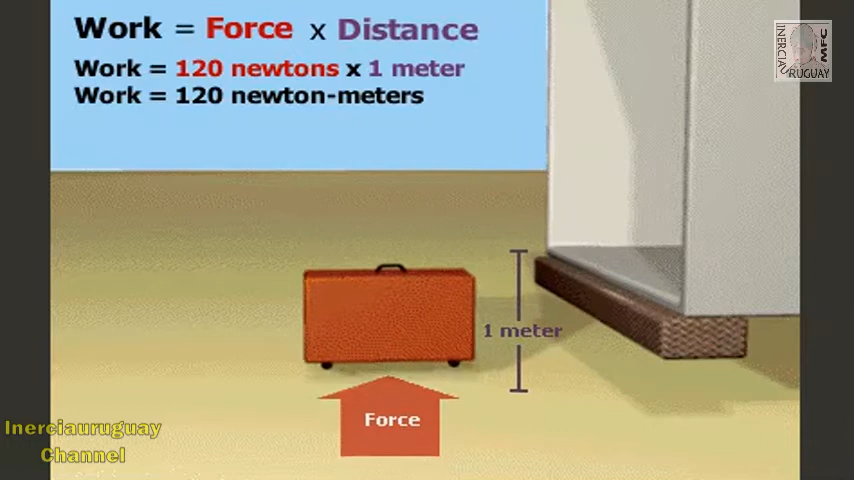 Work = Force x Distance
Work = 120 newtons x 1 meter
Work = 120 newton-meters
INERCIAU
RUGUAY
MFC
1 meter
Force
Inerciauruguay
Channel